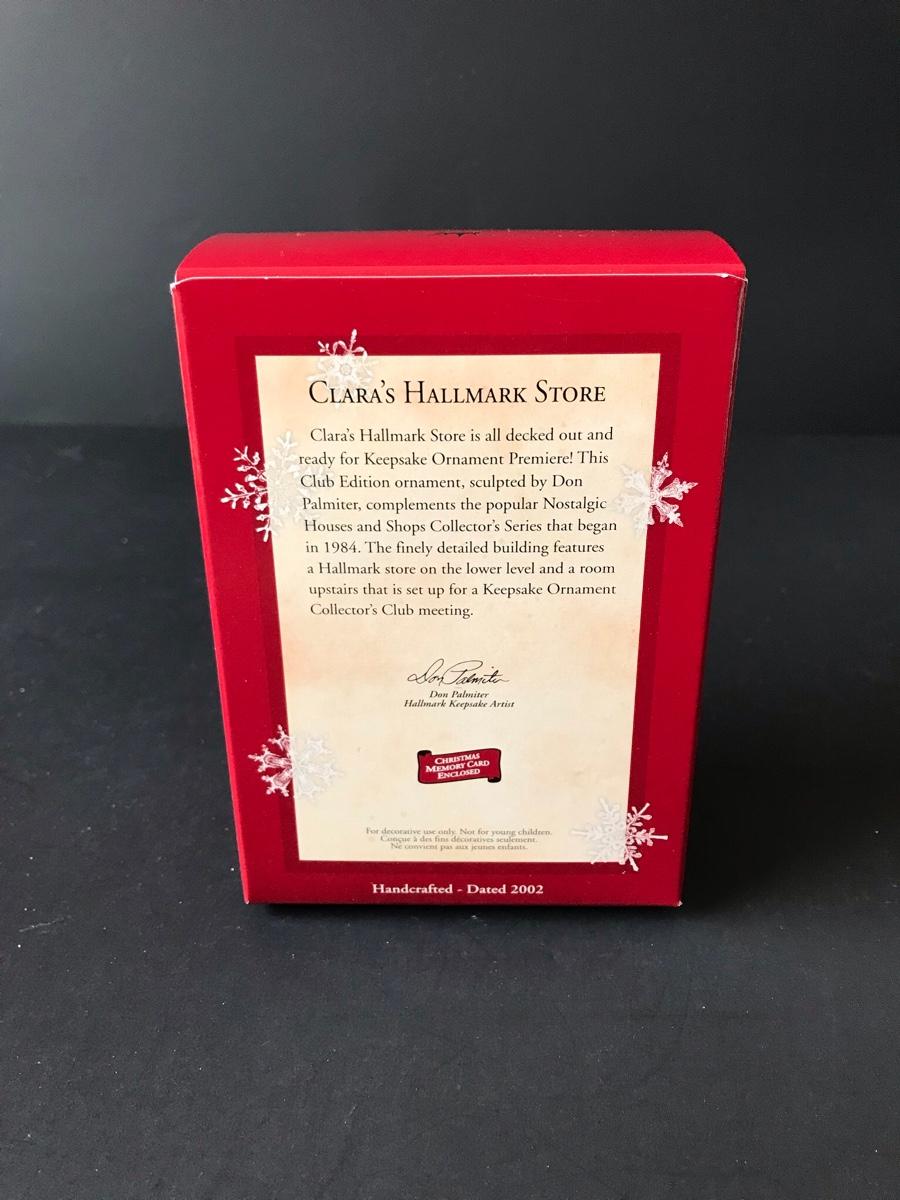 CLARA'S HALLMARK STORE
Clara's Hallmark Store is all decked out and
ready for Keepsake Ornament Premiere! This
Club Edition ornament, sculpted by Don
Palmiter, complements the popular Nostalgic
Houses and Shops Collector's Series that began
in 1984. The finely detailed building features
a Hallmark store on the lower level and a room
upstairs that is set up for a Keepsake Ornament
Collector's Club meeting.
Don Palmiter
Don Palmiter
Hallmark Keepsake Artist
CHRISTMAS
MEMORY CARD
ENCLOSED
For decorative use only. Not for young children.
Conçue à des fins décoratives seulement.
Ne convient pas aux jeunes enfants.
Handcrafted - Dated 2002